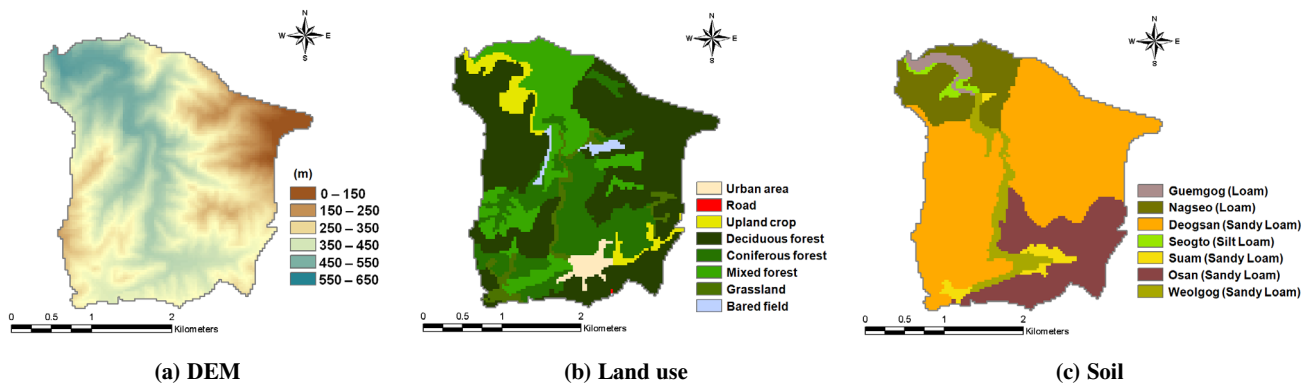 N
W E
S
(m)
0 – 150
150 – 250
250 – 350
350 – 450
450 – 550
550 – 650
0 0.5 1 2
Kilometers
(a) DEM
N
W E
S
Urban area
Road
Upland crop
Deciduous forest
Coniferous forest
Mixed forest
Grassland
Bared field
0 0.5 1 2
Kilometers
(b) Land use
N
W E
S
Guemgog (Loam)
Nagseo (Loam)
Deogsan (Sandy Loam)
Seogto (Silt Loam)
Suam (Sandy Loam)
Osan (Sandy Loam)
Weolgog (Sandy Loam)
0 0.5 1 2
Kilometers
(c) Soil